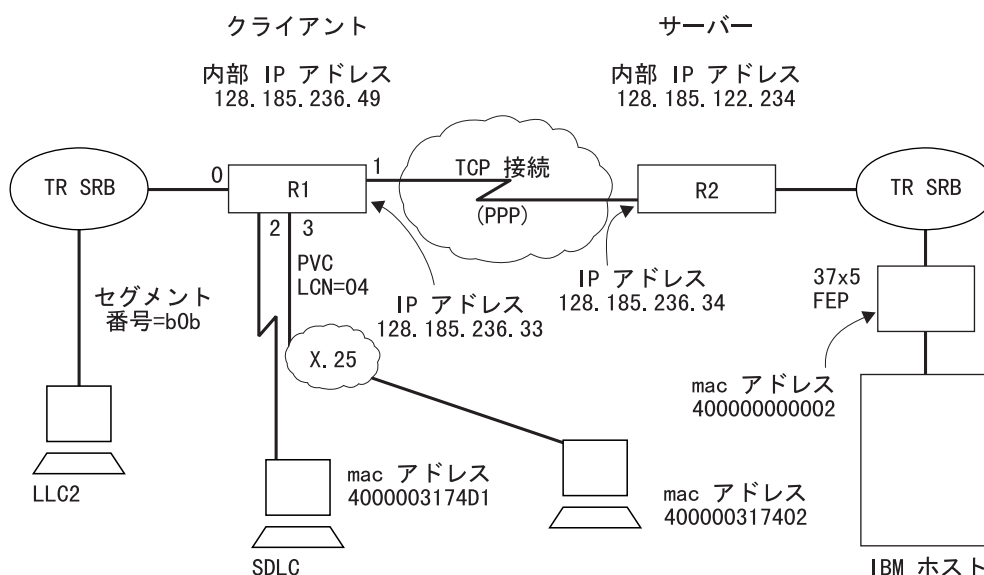 クライアント
サーバー
内部 IP アドレス
128.185.236.49
内部 IP アドレス
128.185.122.234
TR SRB
0
R1
1
TCP 接続
(PPP)
R2
TR SRB
2
3
PVC
LCN=04
IP アドレス
128.185.236.33
IP アドレス
128.185.236.34
37x5
FEP
セグメント
番号=b0b
X.25
mac アドレス
400000000002
LLC2
mac アドレス
4000003174D1
SDLC
mac アドレス
400000317402
IBM ホスト